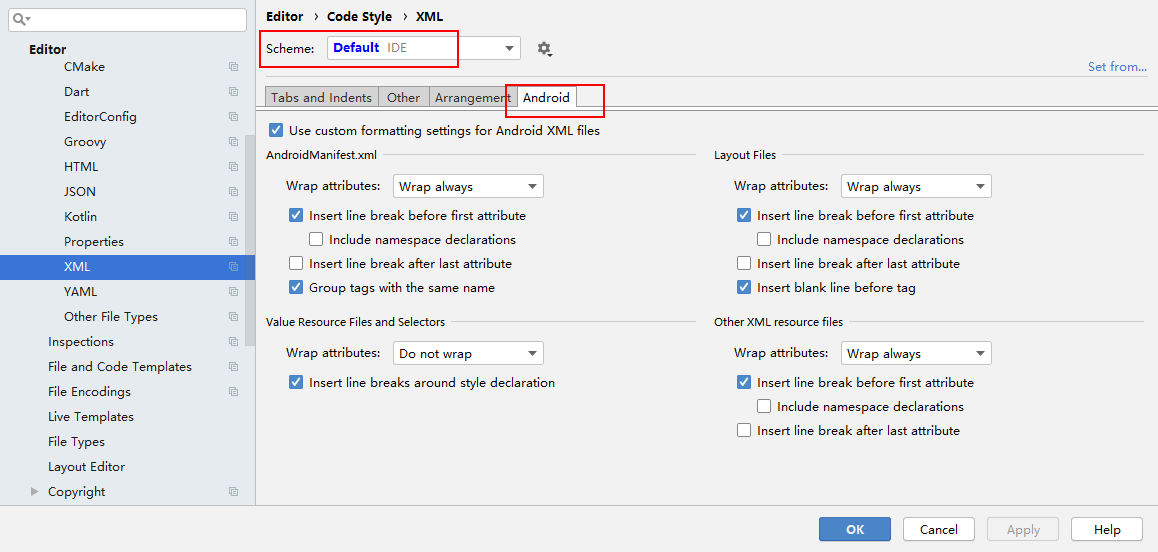 Editor
CMake
Dart
EditorConfig
Groovy
HTML
JSON
Kotlin
Properties
XML
YAML
Other File Types
Inspections
File and Code Templates
File Encodings
Live Templates
File Types
Layout Editor
Copyright
Editor › Code Style › XML
Scheme: Default IDE
Set from...
Tabs and Indents Other Arrangement Android
Use custom formatting settings for Android XML files
AndroidManifest.xml
Wrap attributes: Wrap always
Insert line break before first attribute
Include namespace declarations
Insert line break after last attribute
Group tags with the same name
Layout Files
Wrap attributes: Wrap always
Insert line break before first attribute
Include namespace declarations
Insert line break after last attribute
Insert blank line before tag
Value Resource Files and Selectors
Wrap attributes: Do not wrap
Insert line breaks around style declaration
Other XML resource files
Wrap attributes: Wrap always
Insert line break before first attribute
Include namespace declarations
Insert line break after last attribute
OK Cancel Apply Help